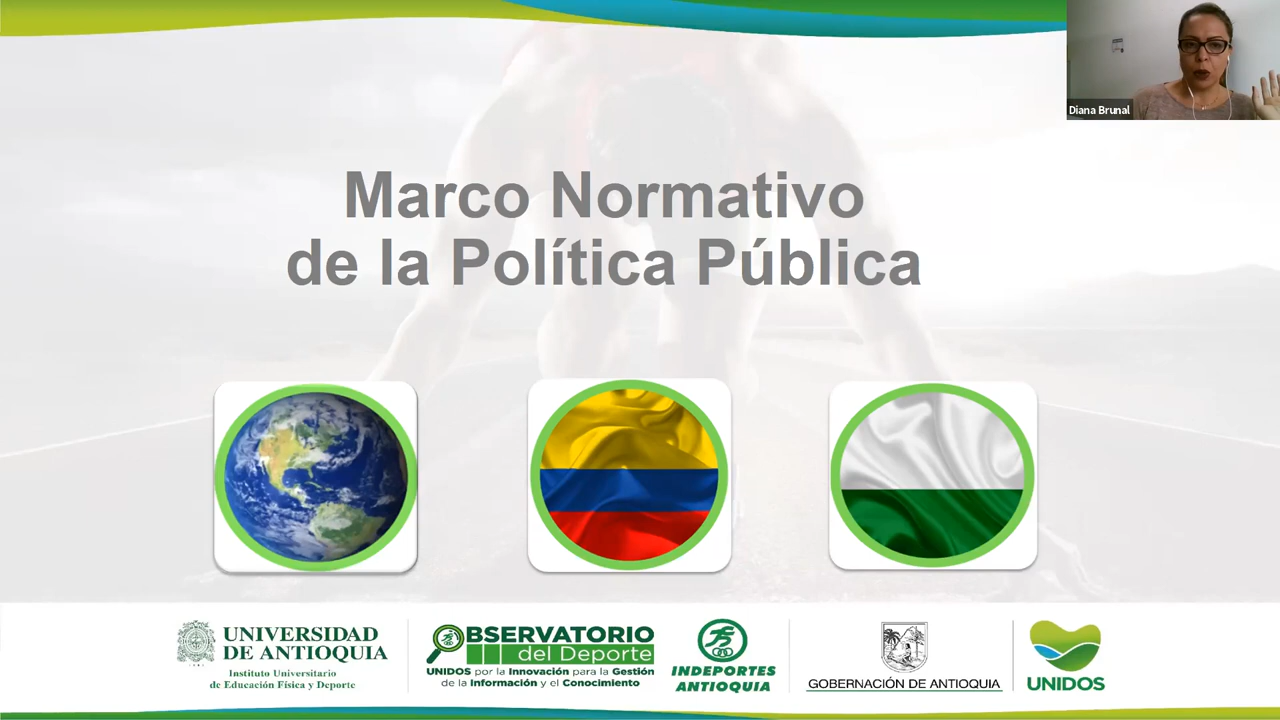 Diana Brunal
Marco Normativo
de la Política Pública
UNIVERSIDAD
DE ANTIOQUIA
Instituto Universitario
de Educación Física y Deporte
OBSERVATORIO
del Deporte
UNIDOS por la Innovación para la Gestión
de la Información y el Conocimiento
INDEPORTES
ANTIOQUIA
GOBERNACIÓN DE ANTIOQUIA
UNIDOS